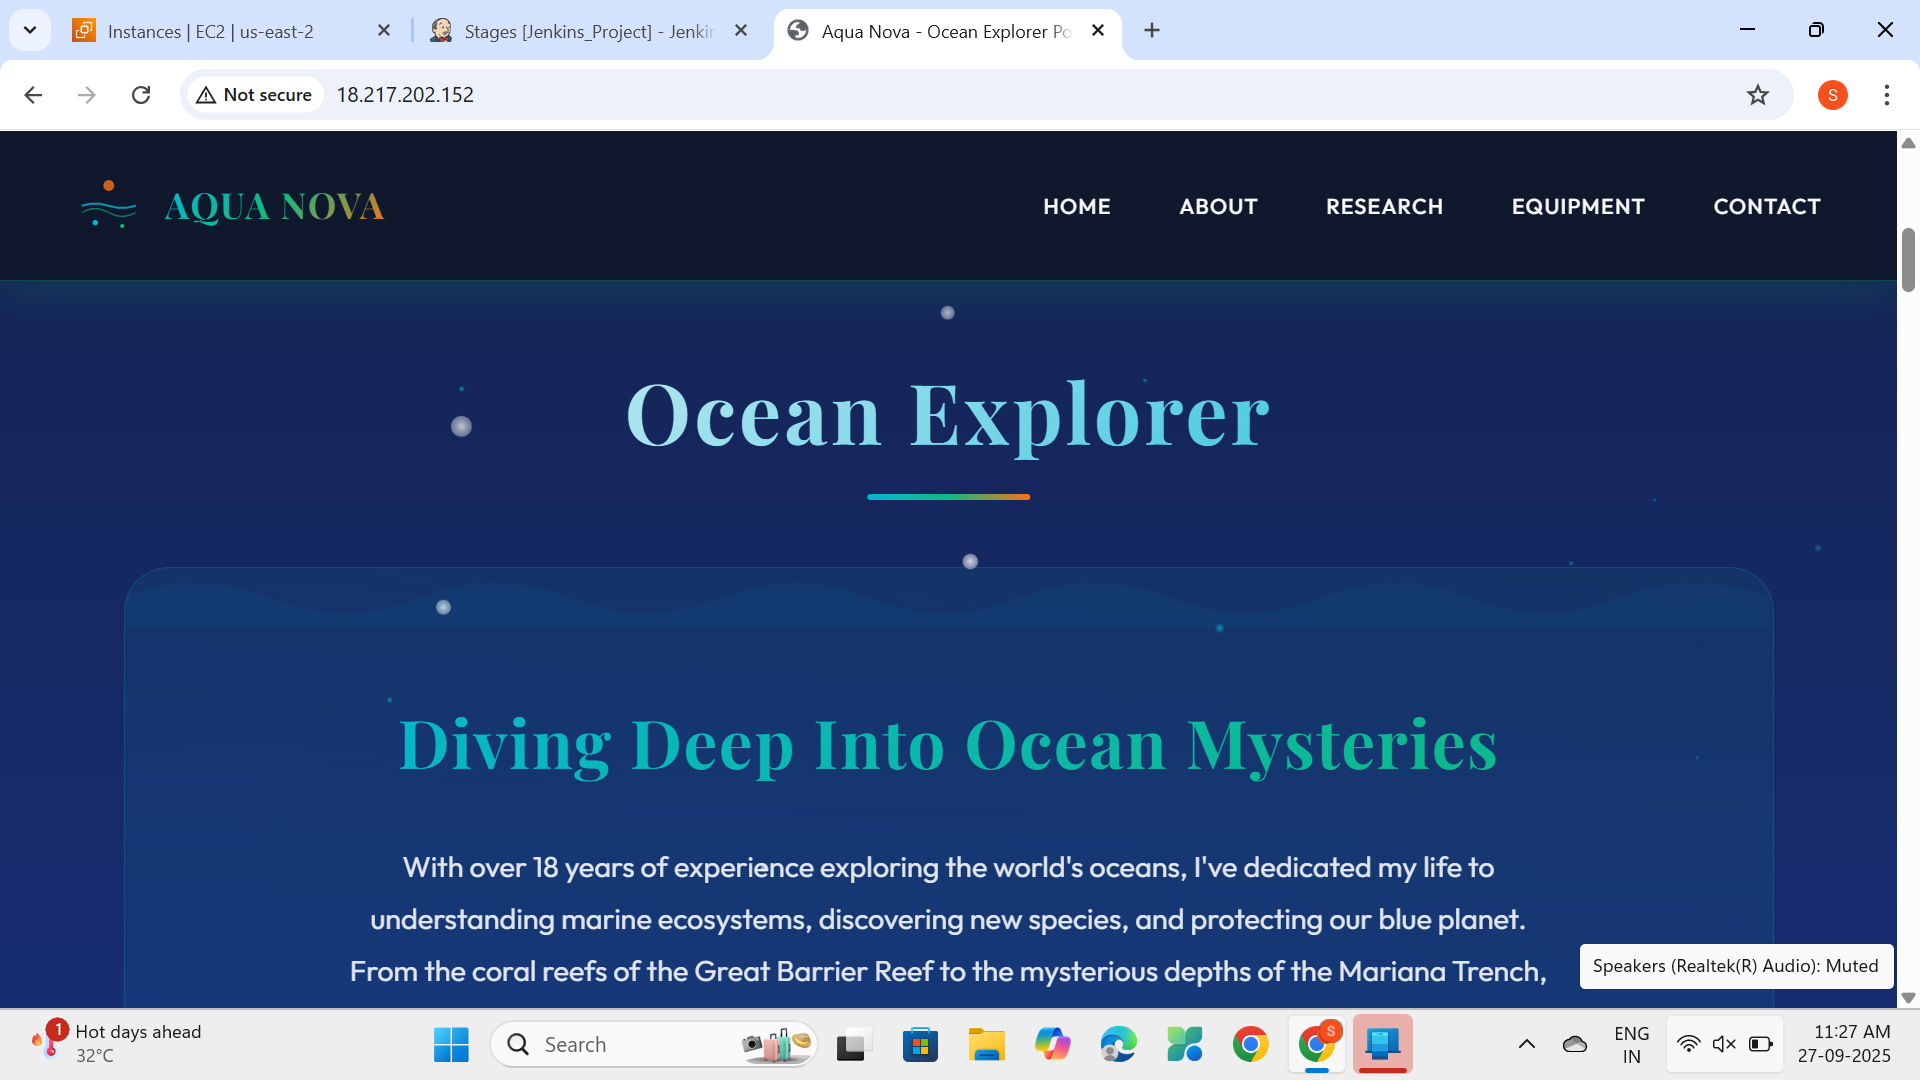 Instances | EC2 | us-east-2
Stages [Jenkins_Project] - Jenkin
Aqua Nova - Ocean Explorer Po
Not secure
18.217.202.152
S
AQUA NOVA
HOME
ABOUT
RESEARCH
EQUIPMENT
CONTACT
Ocean Explorer
Diving Deep Into Ocean Mysteries
With over 18 years of experience exploring the world's oceans, I've dedicated my life to
understanding marine ecosystems, discovering new species, and protecting our blue planet.
From the coral reefs of the Great Barrier Reef to the mysterious depths of the Mariana Trench,
Speakers (Realtek(R) Audio): Muted
1
Hot days ahead
32°C
Search
S
ENG
IN
11:27 AM
27-09-2025